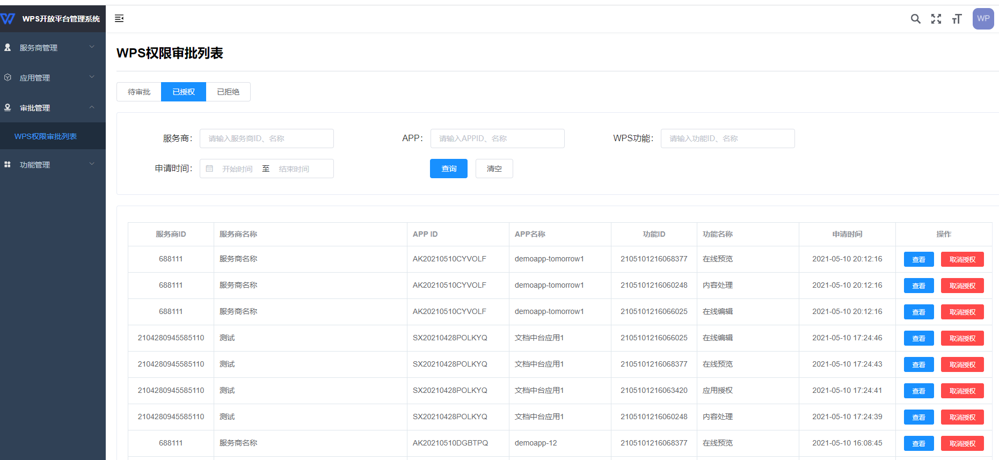 WPS开放平台管理系统
WP
服务商管理
应用管理
审批管理
WPS权限审批列表
功能管理
WPS权限审批列表
待审批 已授权 已拒绝
服务商： 请输入服务商ID、名称 APP： 请输入APPID、名称 WPS功能： 请输入功能ID、名称
申请时间： 开始时间 至 结束时间 查询 清空
服务商ID 服务商名称 APP ID APP名称 功能ID 功能名称 申请时间 操作
688111 服务商名称 AK20210510CYVOLF demoapp-tomorrow1 2105101216068377 在线预览 2021-05-10 20:12:16 查看 取消授权
688111 服务商名称 AK20210510CYVOLF demoapp-tomorrow1 2105101216060248 内容处理 2021-05-10 20:12:16 查看 取消授权
688111 服务商名称 AK20210510CYVOLF demoapp-tomorrow1 2105101216066025 在线编辑 2021-05-10 20:12:16 查看 取消授权
2104280945585110 测试 SX20210428POLKYQ 文档中台应用1 2105101216066025 在线编辑 2021-05-10 17:24:46 查看 取消授权
2104280945585110 测试 SX20210428POLKYQ 文档中台应用1 2105101216068377 在线预览 2021-05-10 17:24:43 查看 取消授权
2104280945585110 测试 SX20210428POLKYQ 文档中台应用1 2105101216063420 应用授权 2021-05-10 17:24:41 查看 取消授权
2104280945585110 测试 SX20210428POLKYQ 文档中台应用1 2105101216060248 内容处理 2021-05-10 17:24:39 查看 取消授权
688111 服务商名称 AK20210510DGBTPQ demoapp-12 2105101216068377 在线预览 2021-05-10 16:08:45 查看 取消授权